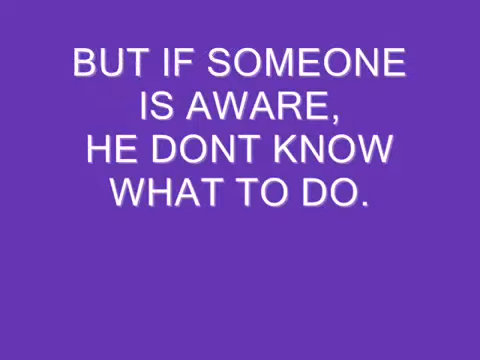 BUT IF SOMEONE
IS AWARE,
HE DONT KNOW
WHAT TO DO.